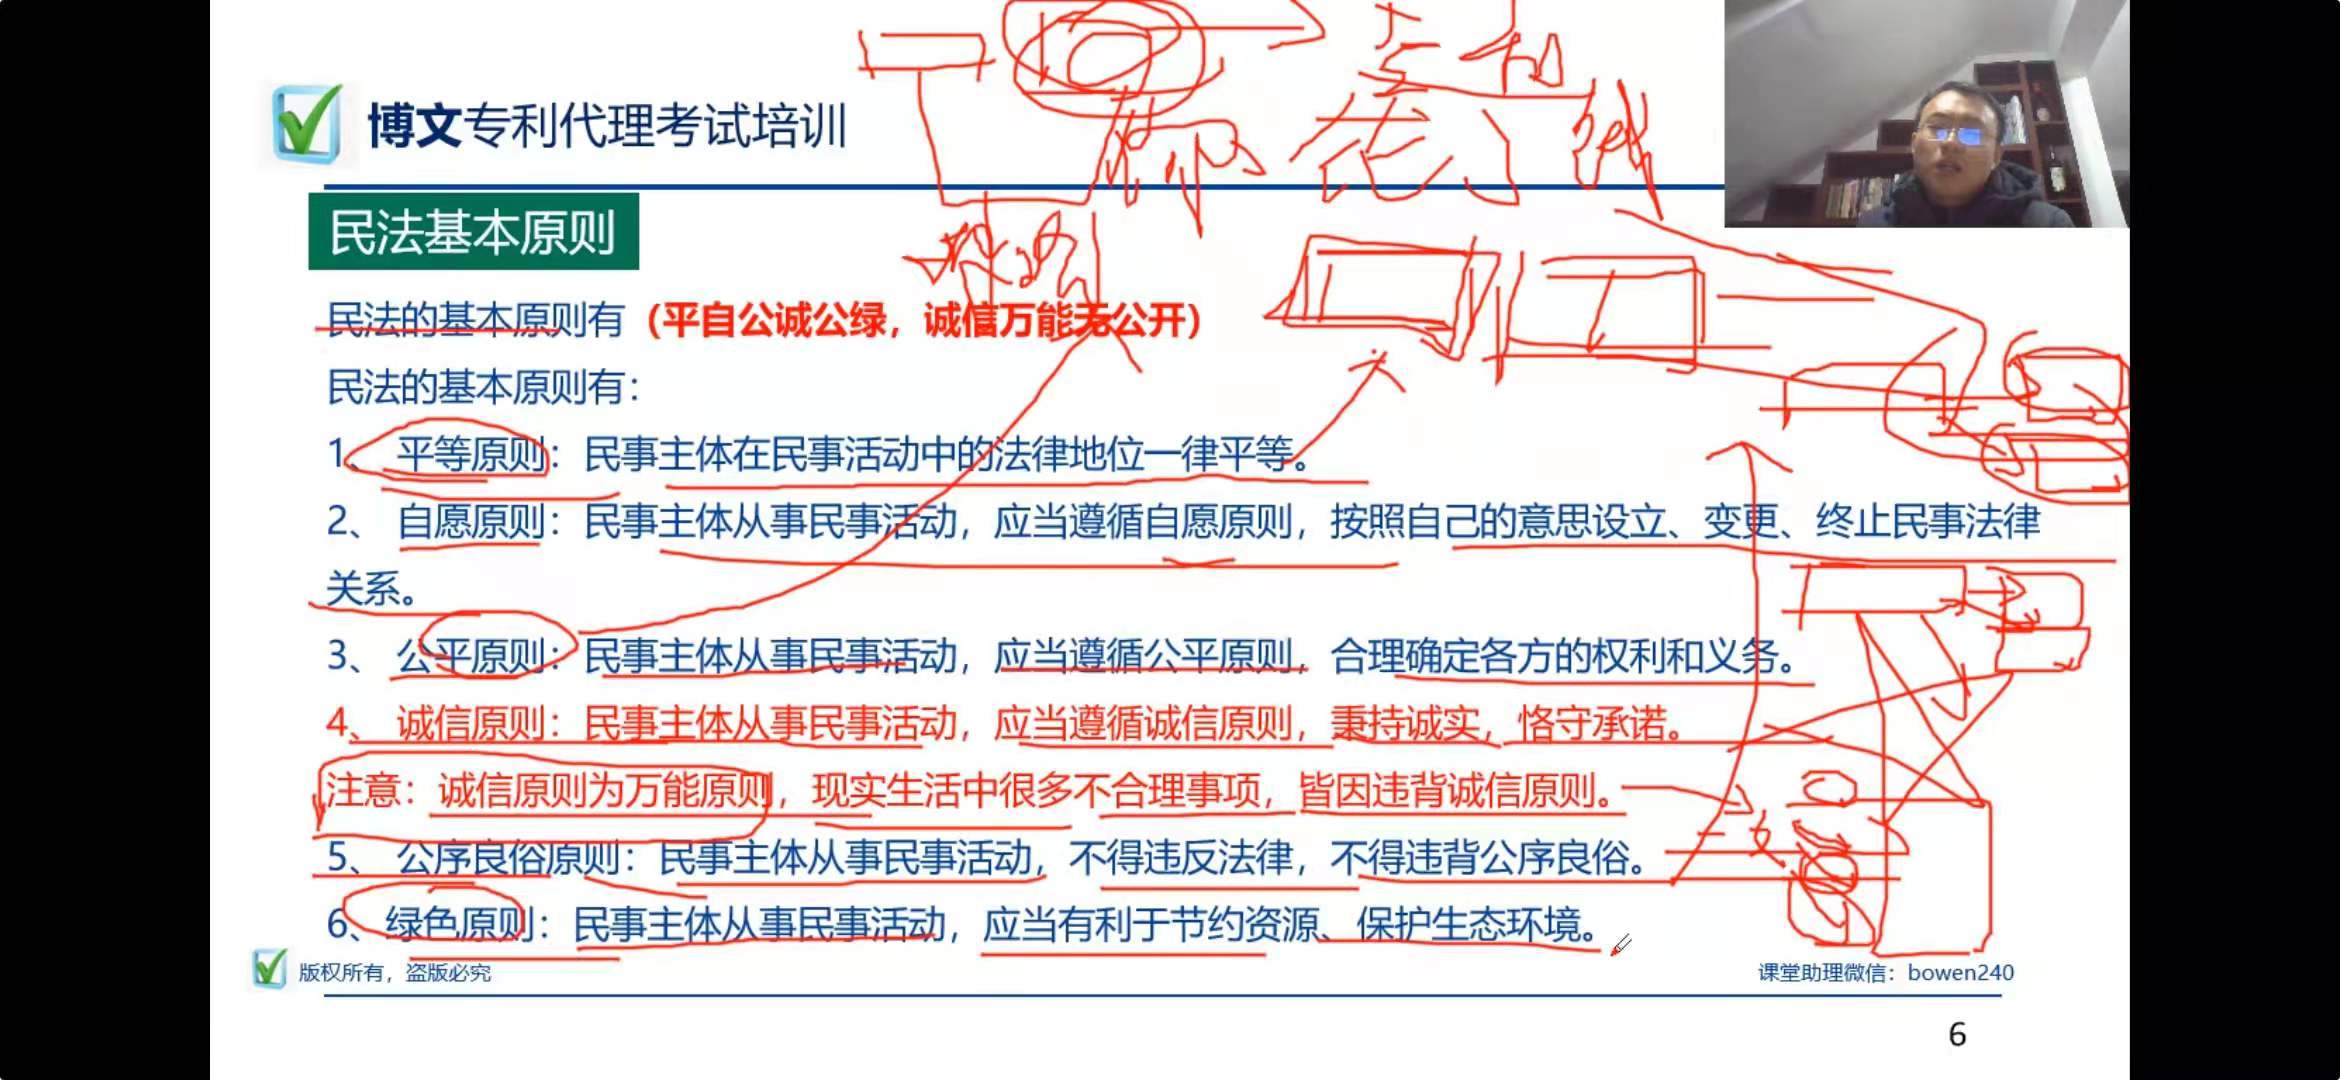 博文专利代理考试培训
民法基本原则
民法的基本原则有（平自公诚公绿，诚信万能无公开）
民法的基本原则有：
1、 平等原则：民事主体在民事活动中的法律地位一律平等。
2、 自愿原则：民事主体从事民事活动，应当遵循自愿原则，按照自己的意思设立、变更、终止民事法律
关系。
3、 公平原则：民事主体从事民事活动，应当遵循公平原则，合理确定各方的权利和义务。
4、 诚信原则：民事主体从事民事活动，应当遵循诚信原则，秉持诚实，恪守承诺。
注意：诚信原则为万能原则，现实生活中很多不合理事项，皆因违背诚信原则。
5、 公序良俗原则：民事主体从事民事活动，不得违反法律，不得违背公序良俗。
6、绿色原则：民事主体从事民事活动，应当有利于节约资源、保护生态环境。
版权所有，盗版必究
课堂助理微信：bowen240
6